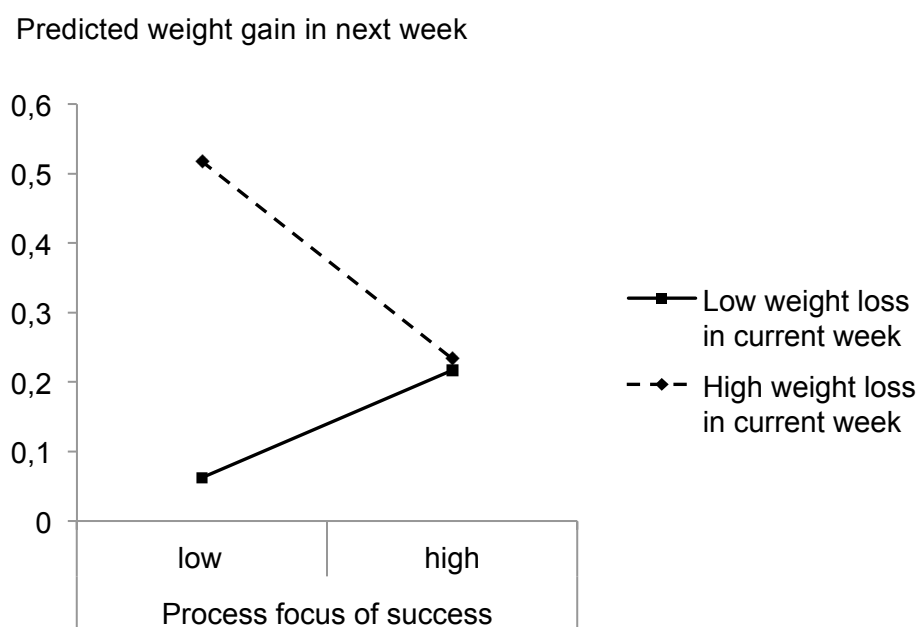 Predicted weight gain in next week
0,6
0,5
0,4
0,3
0,2
0,1
0
low
high
Process focus of success
Low weight loss
in current week
High weight loss
in current week